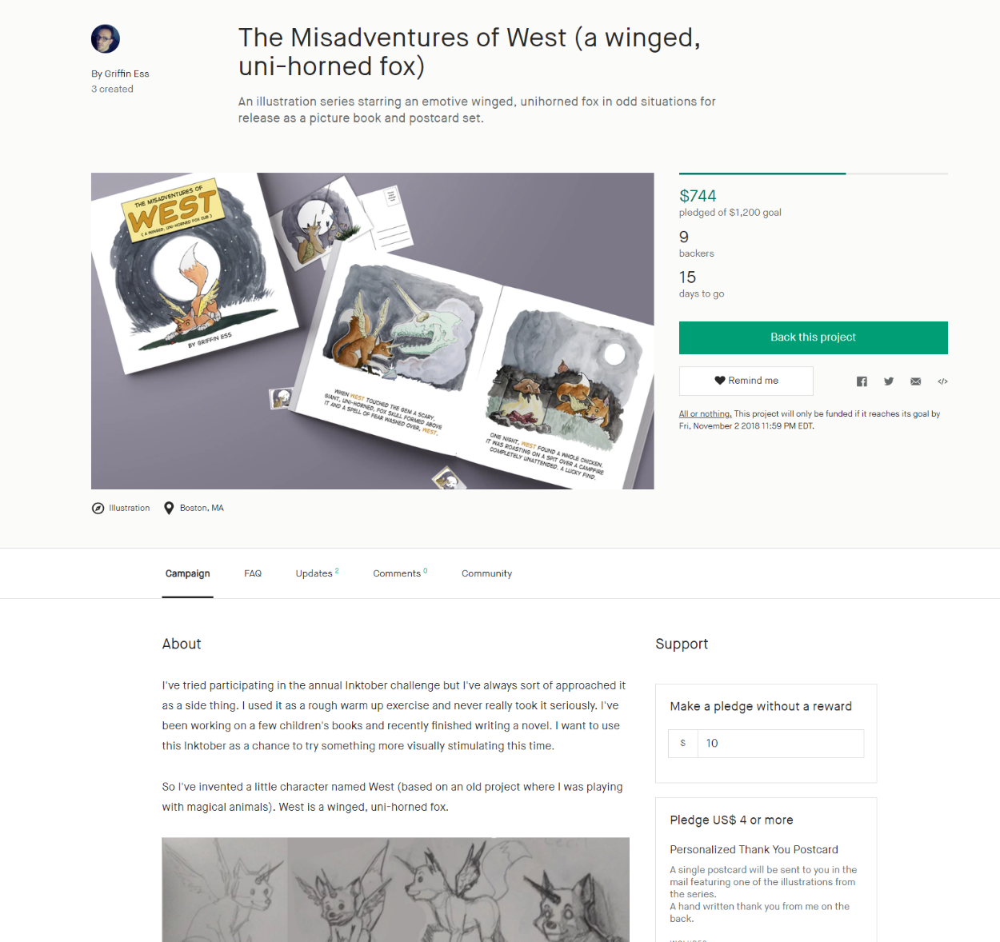 The Misadventures of West (a winged,
uni-horned fox)
By Griffin Ess
3 created
An illustration series starring an emotive winged, unihorned fox in odd situations for
release as a picture book and postcard set.
THE MISADVENTURES OF
WEST
( A WINGED, UNI-HORNED FOX CUB )
BY GRIFFIN ESS
WHEN WEST TOUCHED THE GEM A SCARY,
GIANT, UNI-HORNED, FOX SKULL FORMED ABOVE
IT AND A SPELL OF FEAR WASHED OVER, WEST.
ONE NIGHT, WEST FOUND A WHOLE CHICKEN.
IT WAS ROASTING ON A SPIT OVER A CAMPFIRE
COMPLETELY UNATTENDED. A LUCKY FIND.
$744
pledged of $1,200 goal
9
backers
15
days to go
Back this project
Remind me
All or nothing. This project will only be funded if it reaches its goal by
Fri, November 2 2018 11:59 PM EDT.
Illustration
Boston, MA
Campaign
FAQ
Updates 2
Comments 0
Community
About
I've tried participating in the annual Inktober challenge but I've always sort of approached it
as a side thing. I used it as a rough warm up exercise and never really took it seriously. I've
been working on a few children's books and recently finished writing a novel. I want to use
this Inktober as a chance to try something more visually stimulating this time.
So I've invented a little character named West (based on an old project where I was playing
with magical animals). West is a winged, uni-horned fox.
Support
Make a pledge without a reward
$ 10
Pledge US$ 4 or more
Personalized Thank You Postcard
A single postcard will be sent to you in the
mail featuring one of the illustrations from
the series.
A hand written thank you from me on the
back.